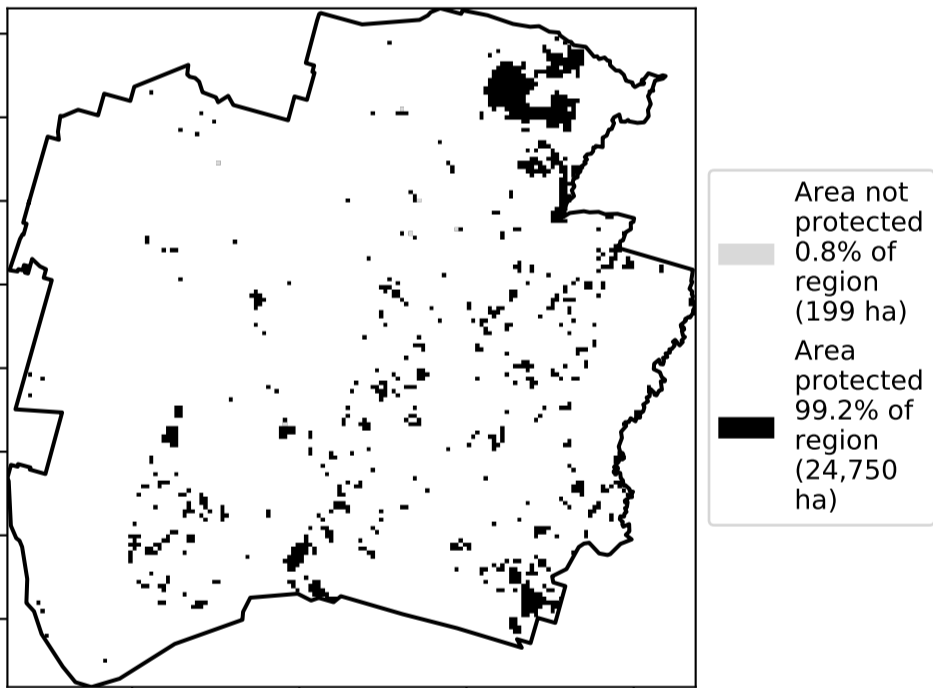 Area not
protected
0.8% of
region
(199 ha)
Area
protected
99.2% of
region
(24,750
ha)